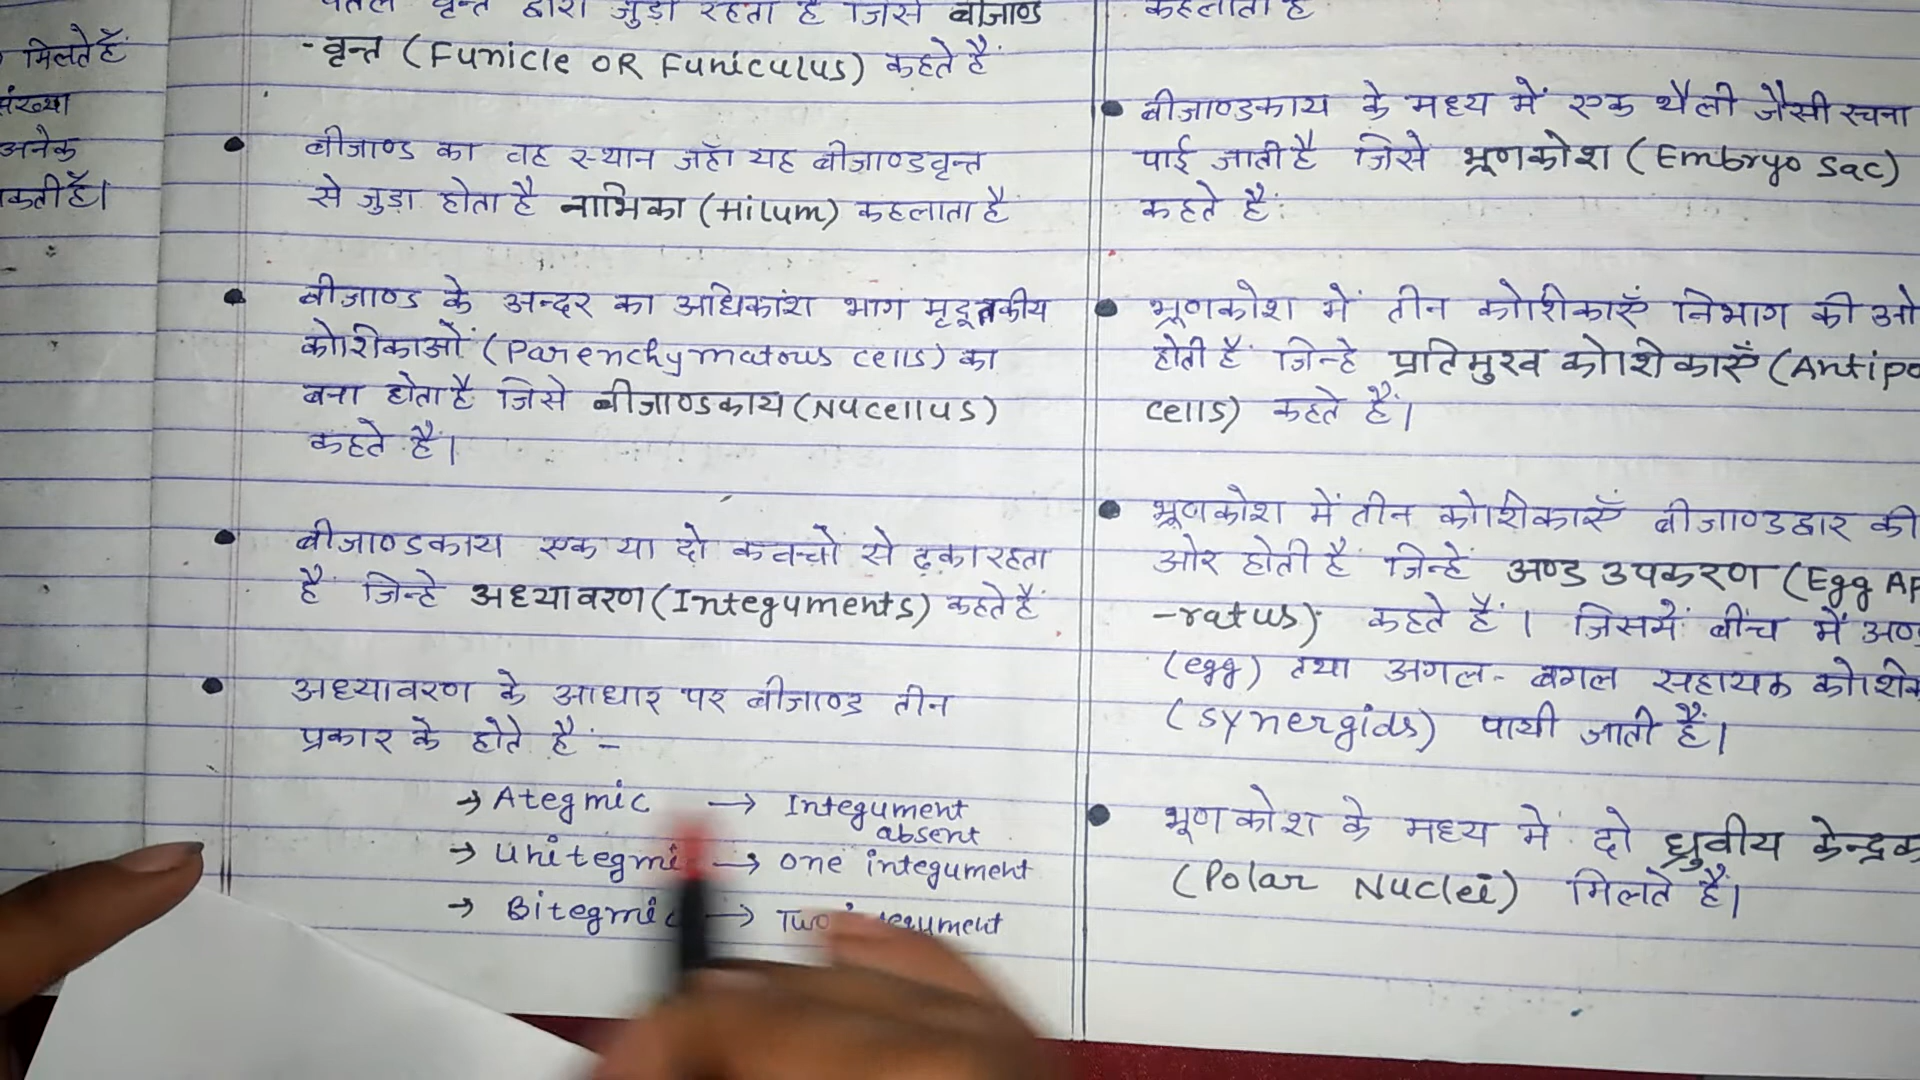 मिलते हैं
संख्या
अनेक
वृन्त द्वारा जुड़ा रहता है जिसे बीजाण्ड
-वृन्त (Funicle OR Funiculus) कहते हैं
बीजाण्ड का वह स्थान जहाँ यह बीजाण्डवृन्त
से जुड़ा होता है नाभिका (Hilum) कहलाता है
बीजाण्ड के अन्दर का अधिकांश भाग मृदूतकीय
कोशिकाओं (Parenchymatous cells) का
बना होता है जिसे बीजाण्डकाय (Nucellus)
कहते है।
बीजाण्डकाय एक या दो कवचों से ढ़का रहता
है जिन्हे अध्यावरण (Integuments) कहते हैं
अध्यावरण के आधार पर बीजाण्ड तीन
प्रकार के होते है :-
→ Ategmic → Integument
absent
→ Unitegmic → one integument
→ Bitegmic → Two
कहलाता है
बीजाण्डकाय के मध्य में एक थैली जैसी रचना
पाई जाती है जिसे भ्रूणकोश (Embryo sac)
कहते है
भ्रूणकोश में तीन कोशिकाएँ निभाग की ओ
होती है जिन्हे प्रतिमुख कोशिकाएँ (Antipo
cells) कहते हैं।
भ्रूणकोश में तीन कोशिकाएँ बीजाण्डद्वार की
ओर होती है जिन्हें अण्ड उपकरण (Egg Ap
-ratus) कहते हैं। जिसमें बीच में अण्
(egg) तथा अगल-बगल सहायक कोशि
(synergids) पायी जाती हैं।
भ्रूणकोश के मध्य में दो ध्रुवीय केन्द्रक
(Polar Nuclei) मिलते हैं।